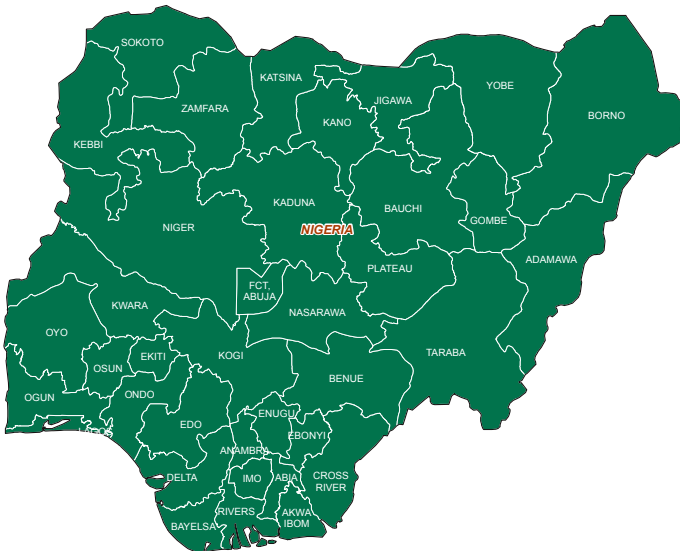 SOKOTO
KATSINA
YOBE
ZAMFARA
JIGAWA
BORNO
KANO
KEBBI
KADUNA
BAUCHI
GOMBE
NIGER
NIGERIA
ADAMAWA
PLATEAU
FCT,
ABUJA
KWARA
NASARAWA
OYO
KOGI
EKITI
TARABA
OSUN
BENUE
ONDO
OGUN
ENUGU
EDO
LAGOS
EBONYI
ANAMBRA
DELTA
IMO
ABIA
CROSS
RIVER
RIVERS
AKWA
IBOM
BAYELSA